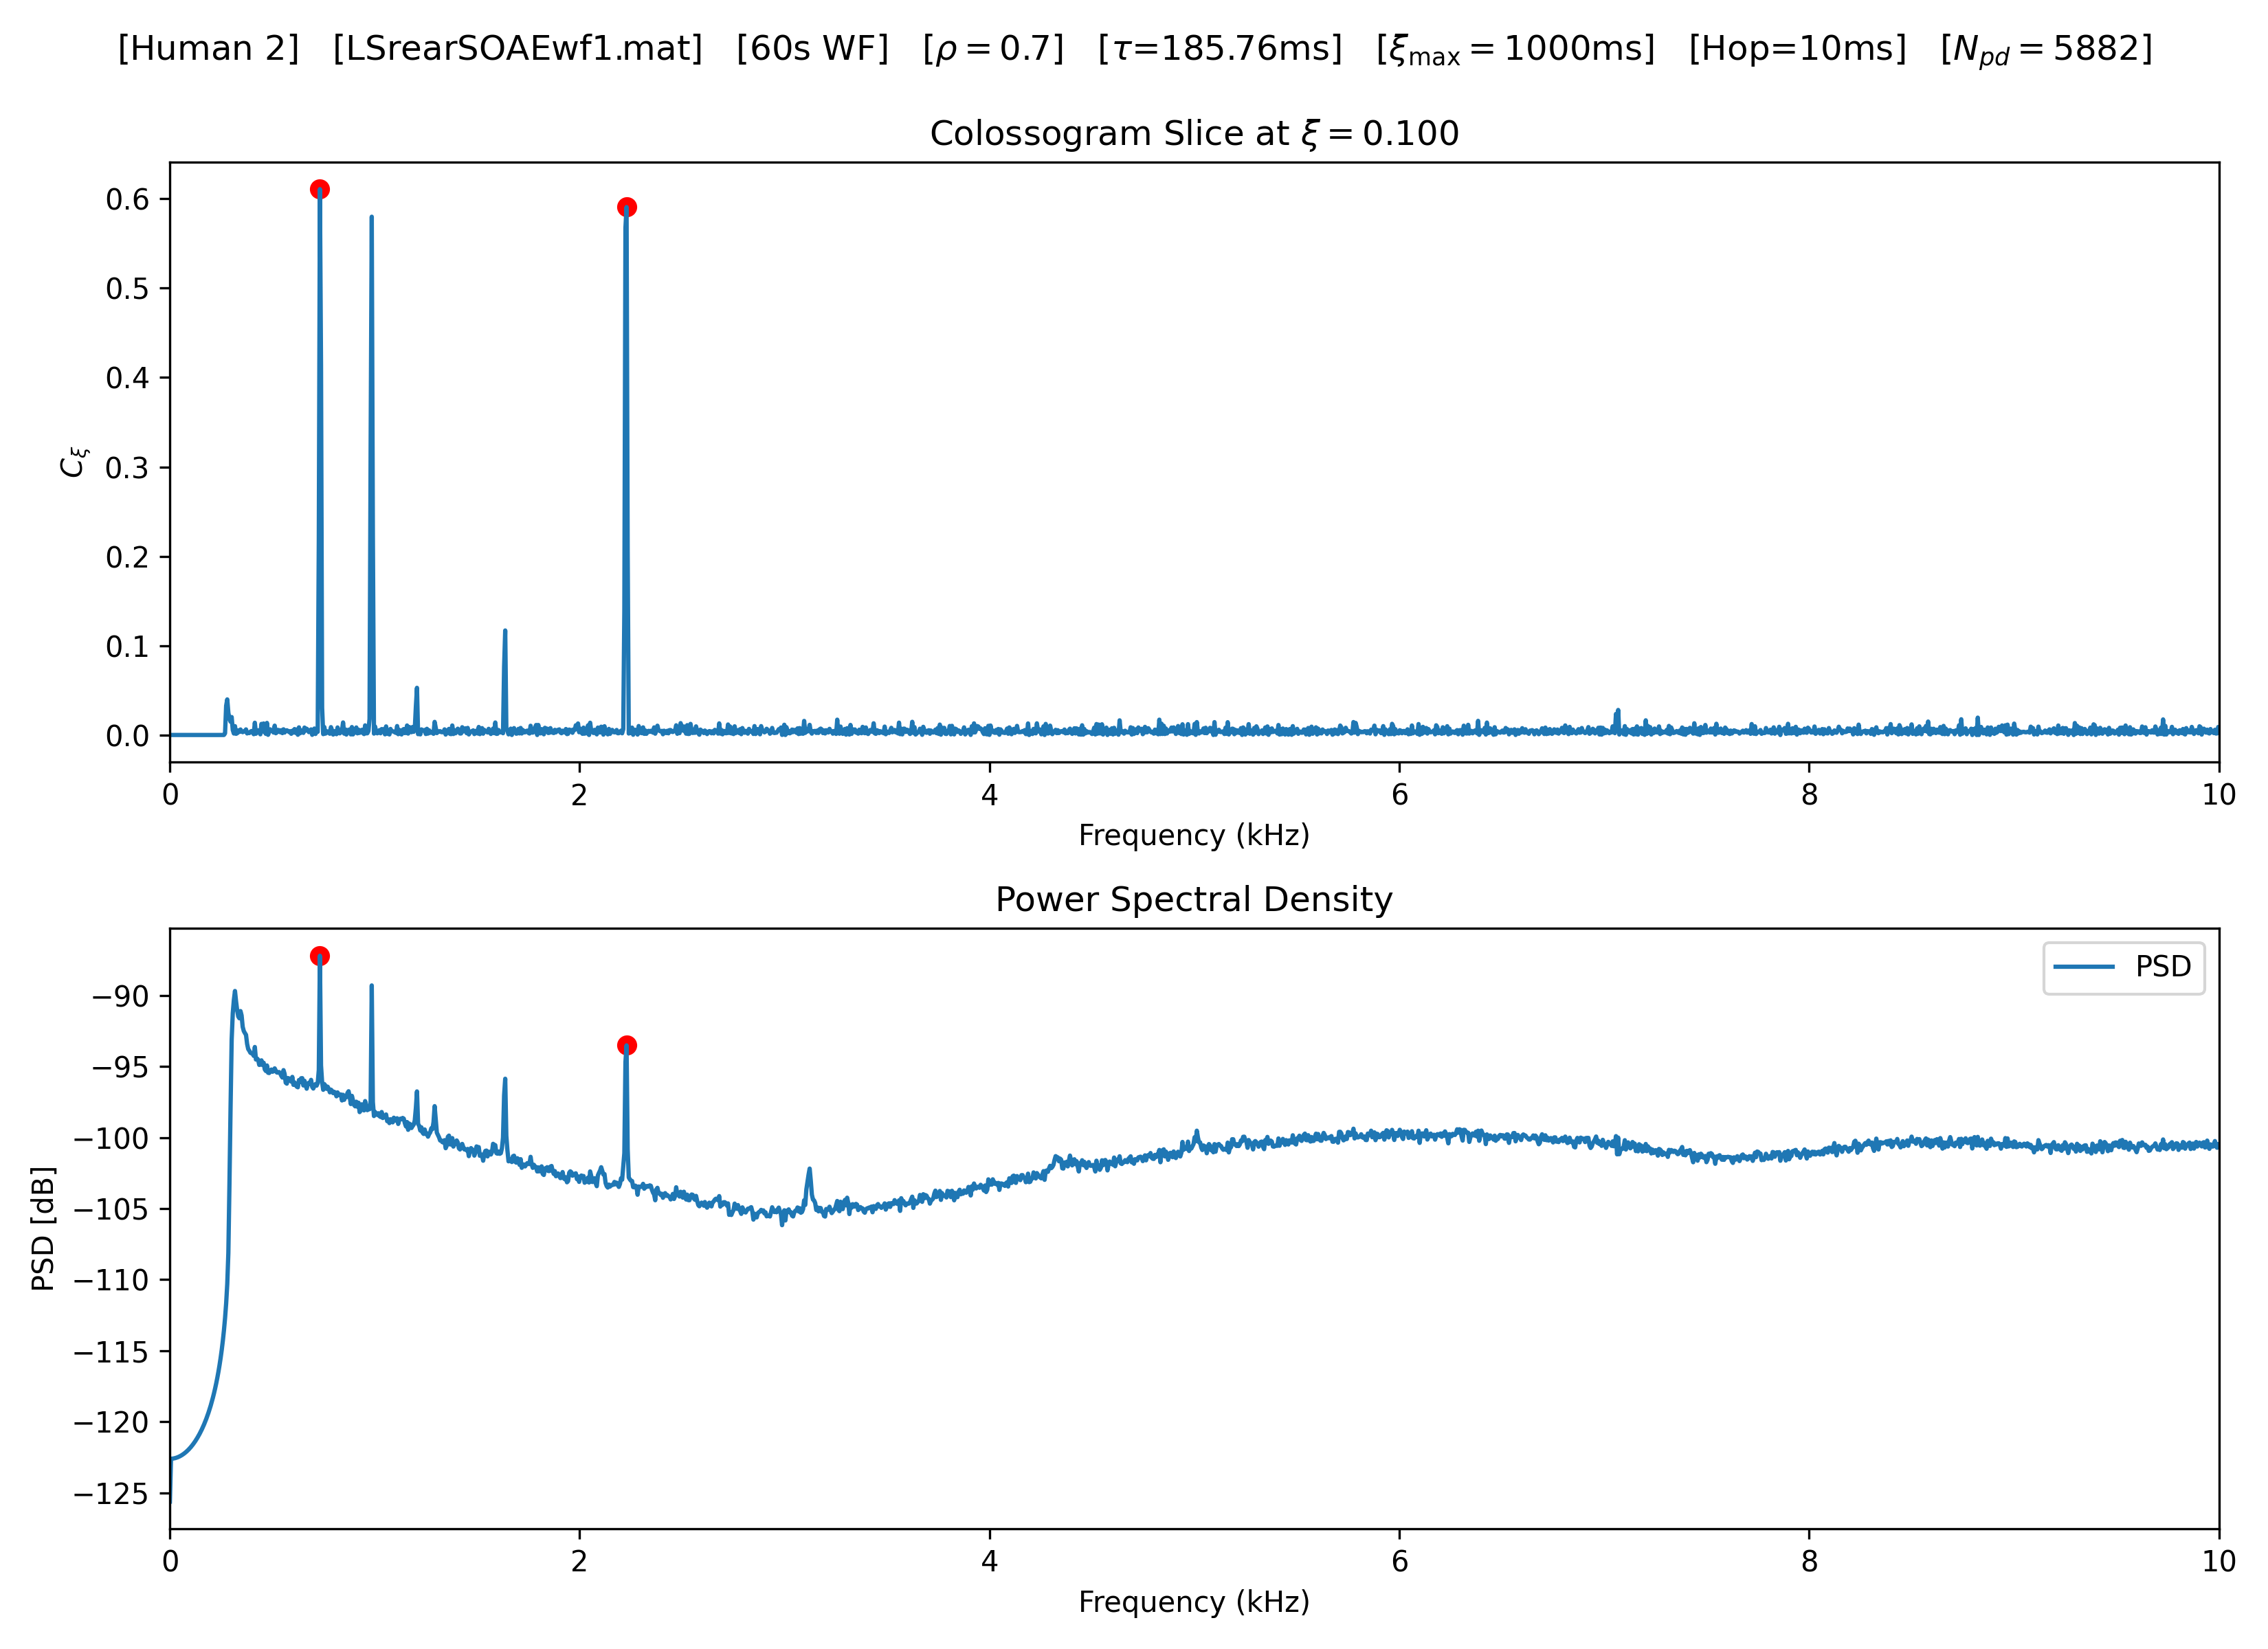 [Human 2] [LSrearSOAEwf1.mat] [60s WF] [ρ = 0.7] [τ=185.76ms] [ξmax = 1000ms] [Hop=10ms] [Npd = 5882]
Colossogram Slice at ξ = 0.100
0.6
0.5
0.4
0.3
0.2
0.1
0.0
Cξ
0 2 4 6 8 10
Frequency (kHz)
Power Spectral Density
PSD
−90
−95
−100
−105
−110
−115
−120
−125
PSD [dB]
0 2 4 6 8 10
Frequency (kHz)